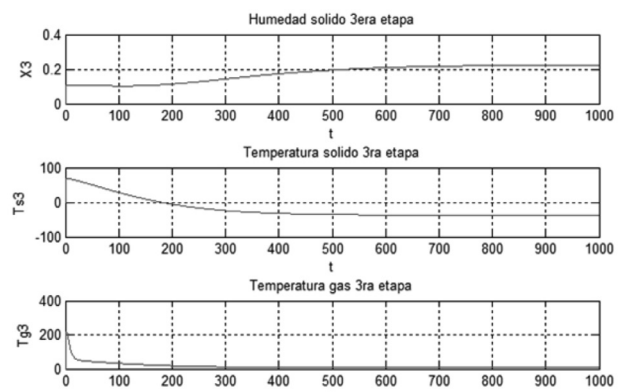 Humedad solido 3era etapa
0.4
0.2
0
X3
0 100 200 300 400 500 600 700 800 900 1000
t
Temperatura solido 3ra etapa
100
0
-100
Ts3
0 100 200 300 400 500 600 700 800 900 1000
t
Temperatura gas 3ra etapa
400
200
0
Tg3
0 100 200 300 400 500 600 700 800 900 1000